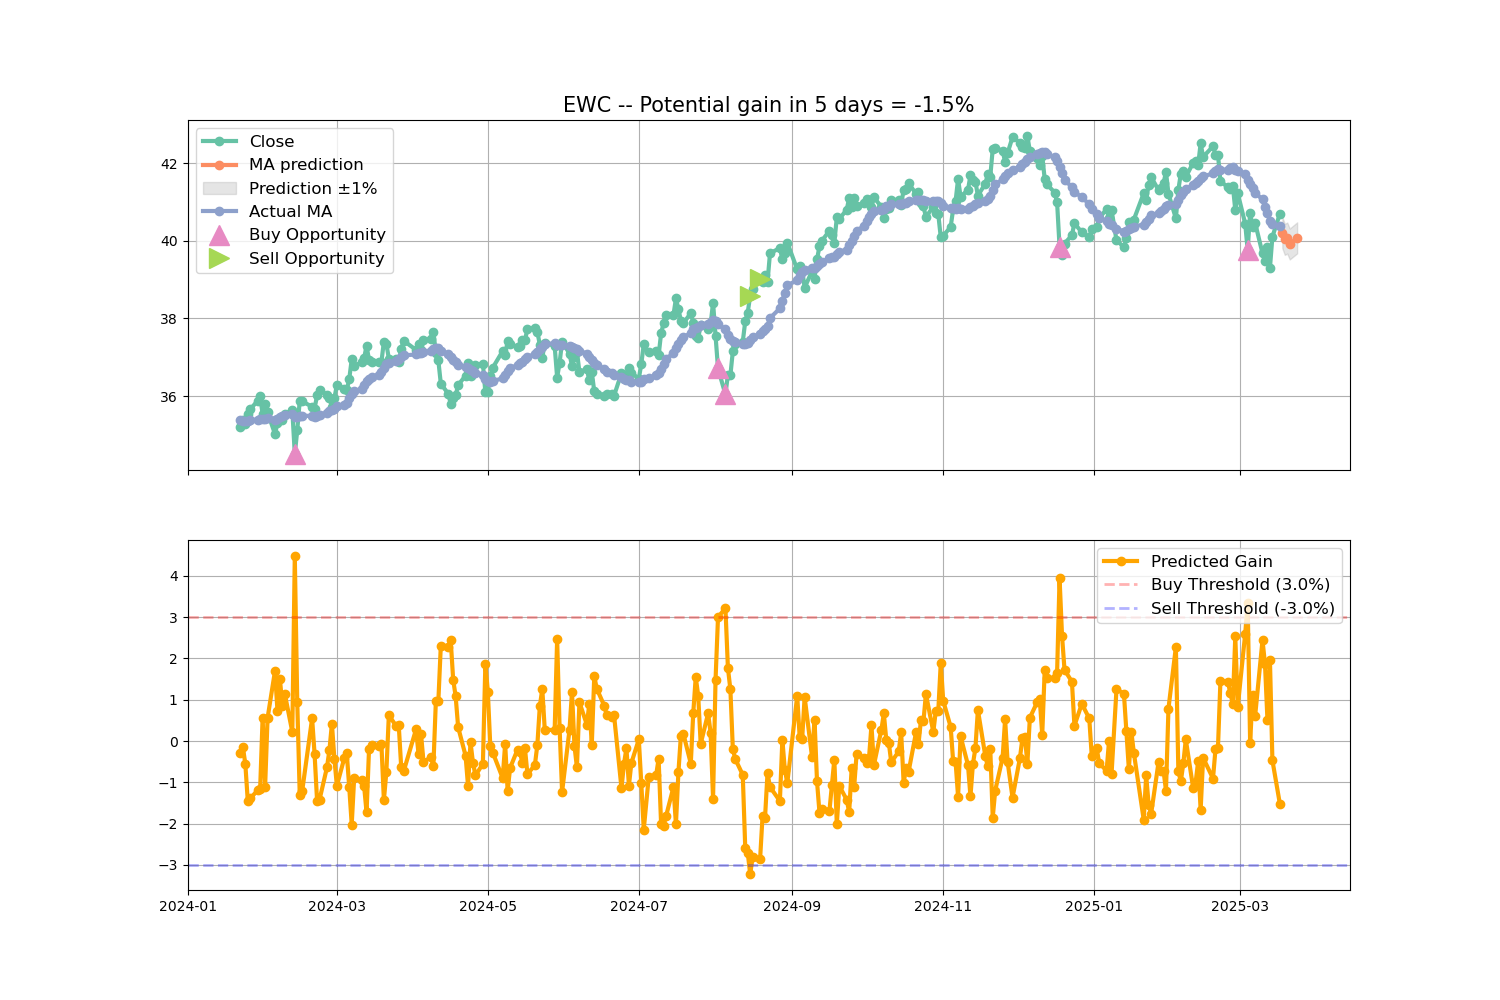 EWC -- Potential gain in 5 days = -1.5%
Close
MA prediction
Prediction ±1%
Actual MA
Buy Opportunity
Sell Opportunity
42
40
38
36
Predicted Gain
Buy Threshold (3.0%)
Sell Threshold (-3.0%)
4
3
2
1
0
−1
−2
−3
2024-01 2024-03 2024-05 2024-07 2024-09 2024-11 2025-01 2025-03